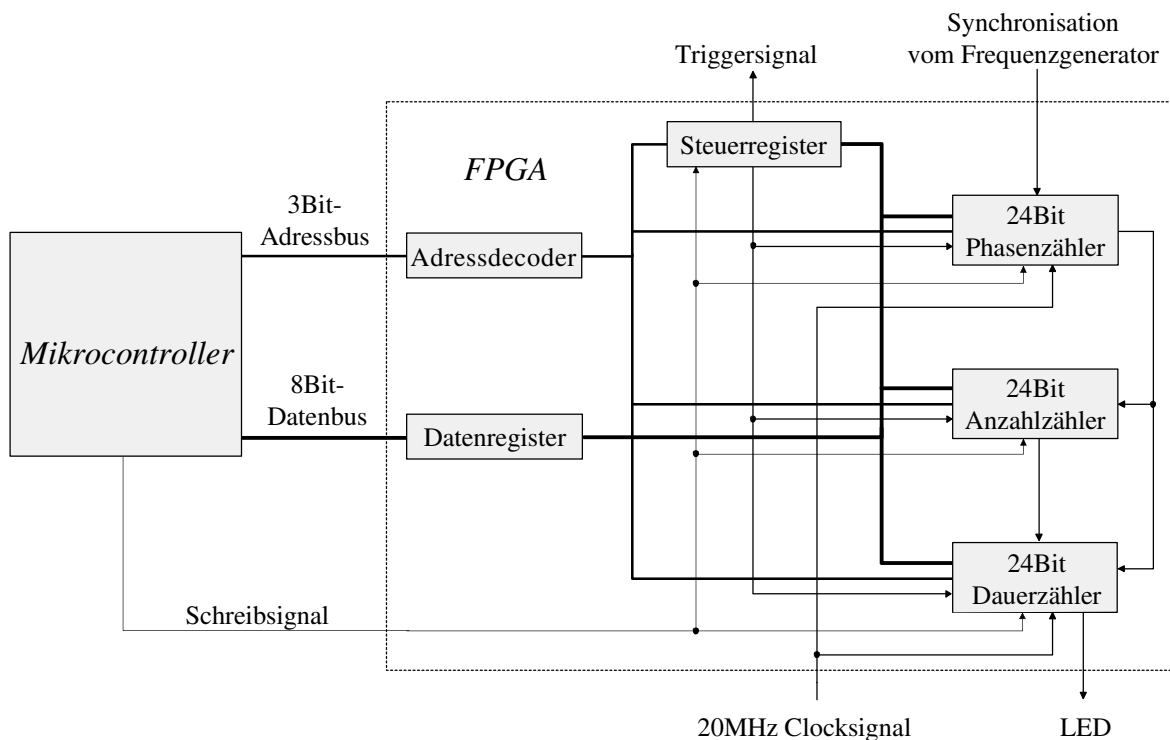 Synchronisation
vom Frequenzgenerator
Triggersignal
Steuerregister
FPGA
3Bit-
Adressbus
Adressdecoder
24Bit
Phasenzähler
Mikrocontroller
8Bit-
Datenbus
Datenregister
24Bit
Anzahlzähler
24Bit
Dauerzähler
Schreibsignal
20MHz Clocksignal
LED